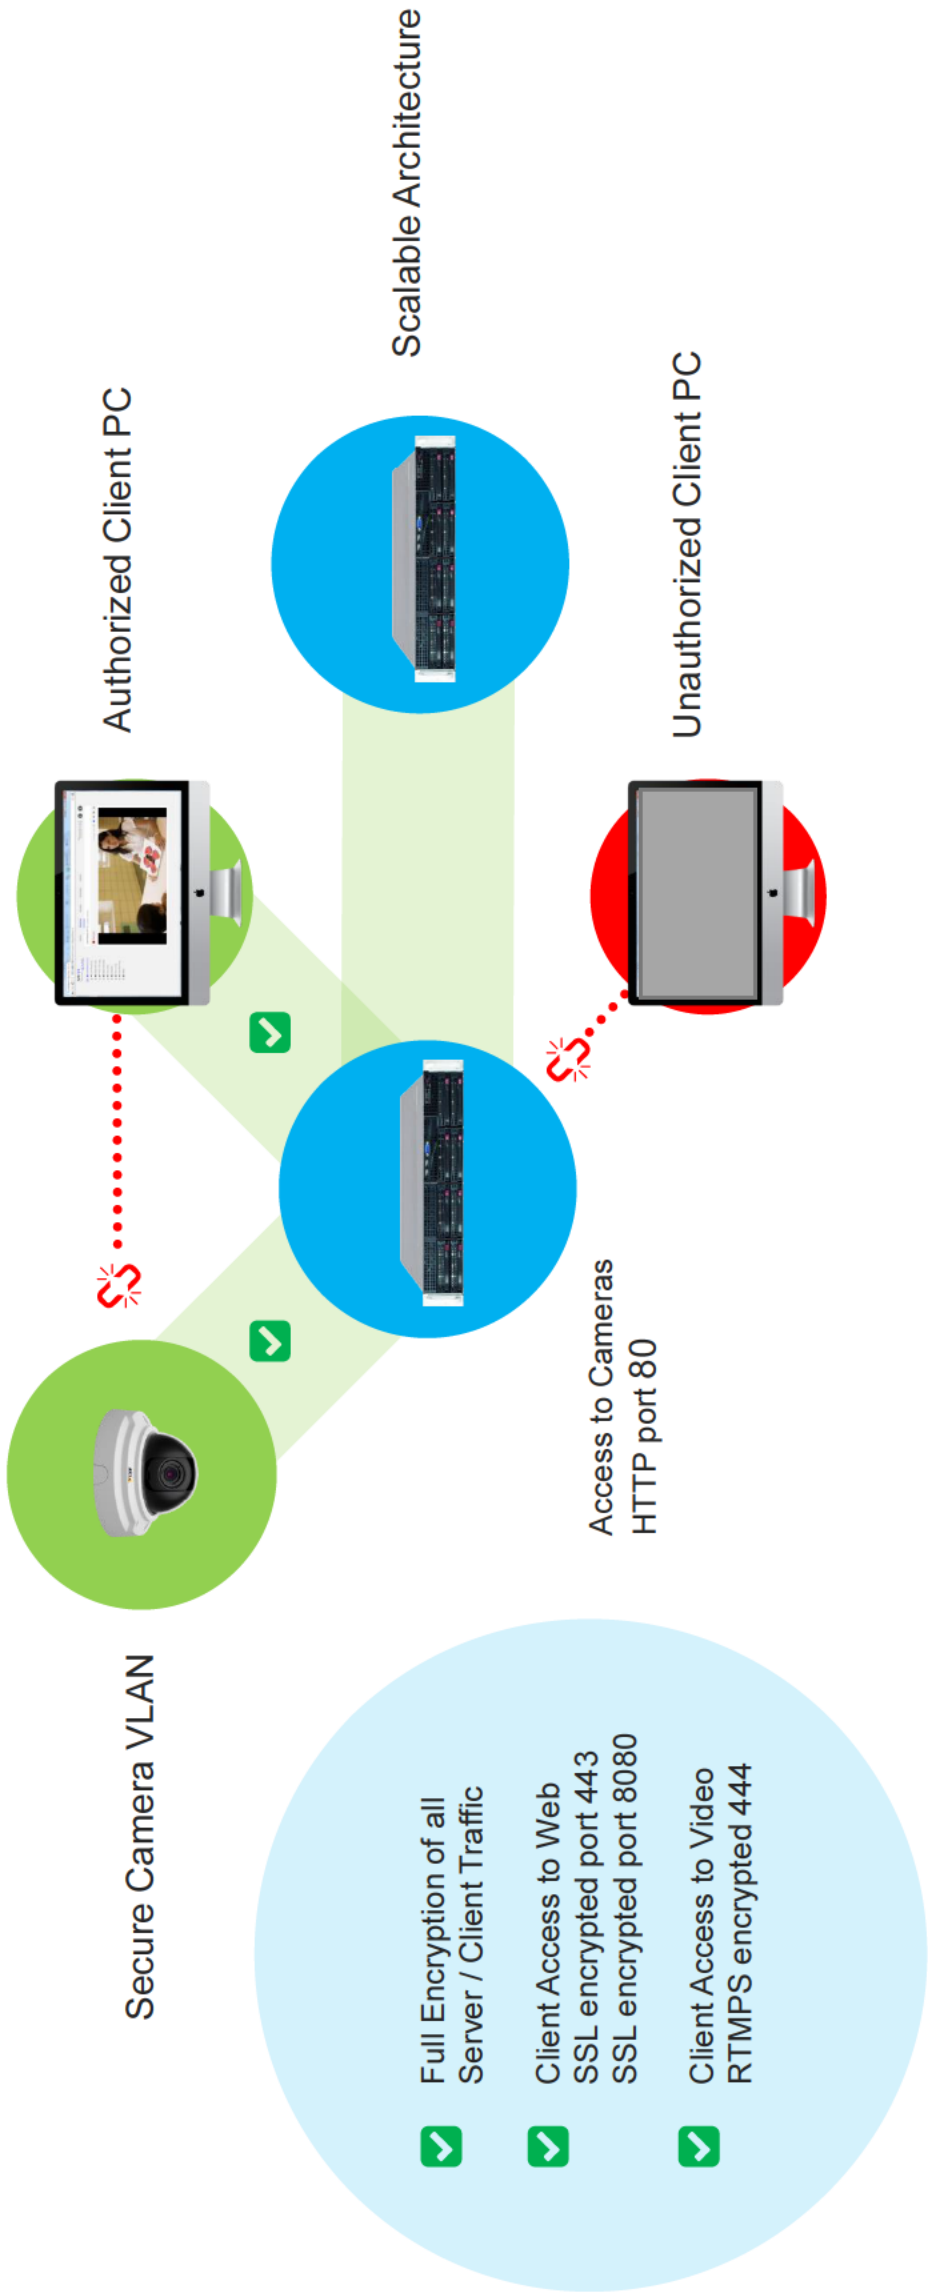 Secure Camera VLAN
Authorized Client PC
Scalable Architecture
Access to Cameras
HTTP port 80
Unauthorized Client PC
Full Encryption of all
Server / Client Traffic
Client Access to Web
SSL encrypted port 443
SSL encrypted port 8080
Client Access to Video
RTMPS encrypted 444